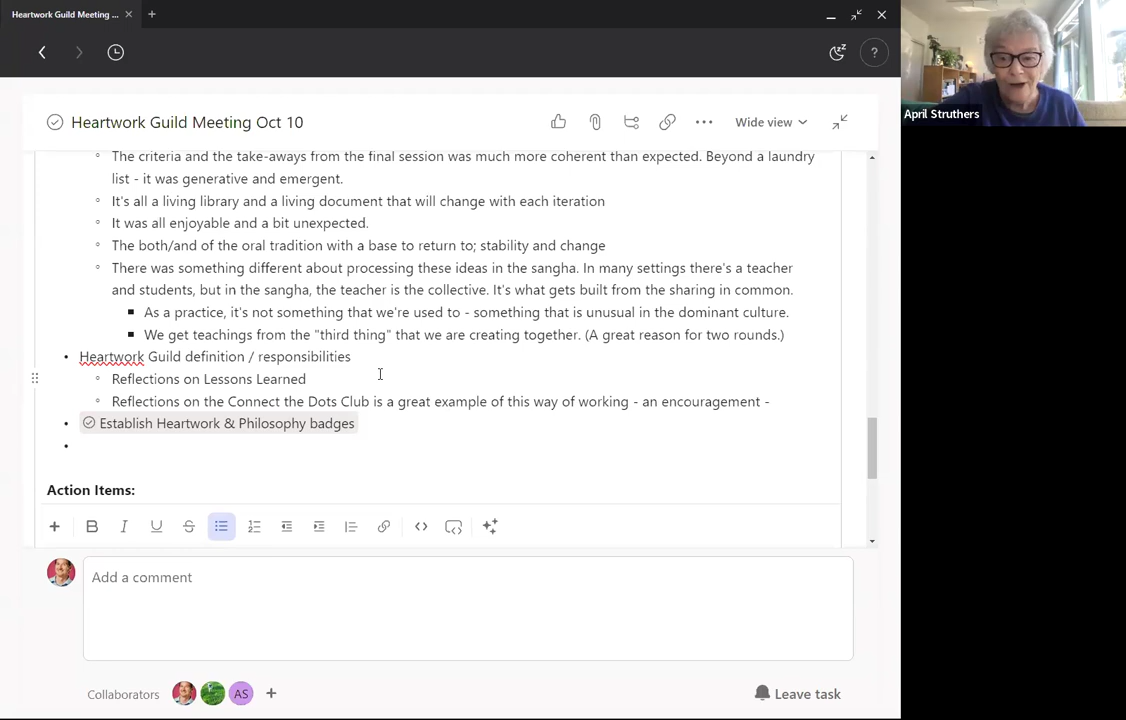 Heartwork Guild Meeting ...
Heartwork Guild Meeting Oct 10
Wide view
The criteria and the take-aways from the final session was much more coherent than expected. Beyond a laundry
list - it was generative and emergent.
It's all a living library and a living document that will change with each iteration
It was all enjoyable and a bit unexpected.
The both/and of the oral tradition with a base to return to; stability and change
There was something different about processing these ideas in the sangha. In many settings there's a teacher
and students, but in the sangha, the teacher is the collective. It's what gets built from the sharing in common.
As a practice, it's not something that we're used to - something that is unusual in the dominant culture.
We get teachings from the "third thing" that we are creating together. (A great reason for two rounds.)
Heartwork Guild definition / responsibilities
Reflections on Lessons Learned
Reflections on the Connect the Dots Club is a great example of this way of working - an encouragement -
Establish Heartwork & Philosophy badges
Action Items:
Add a comment
Collaborators
AS
Leave task
April Struthers